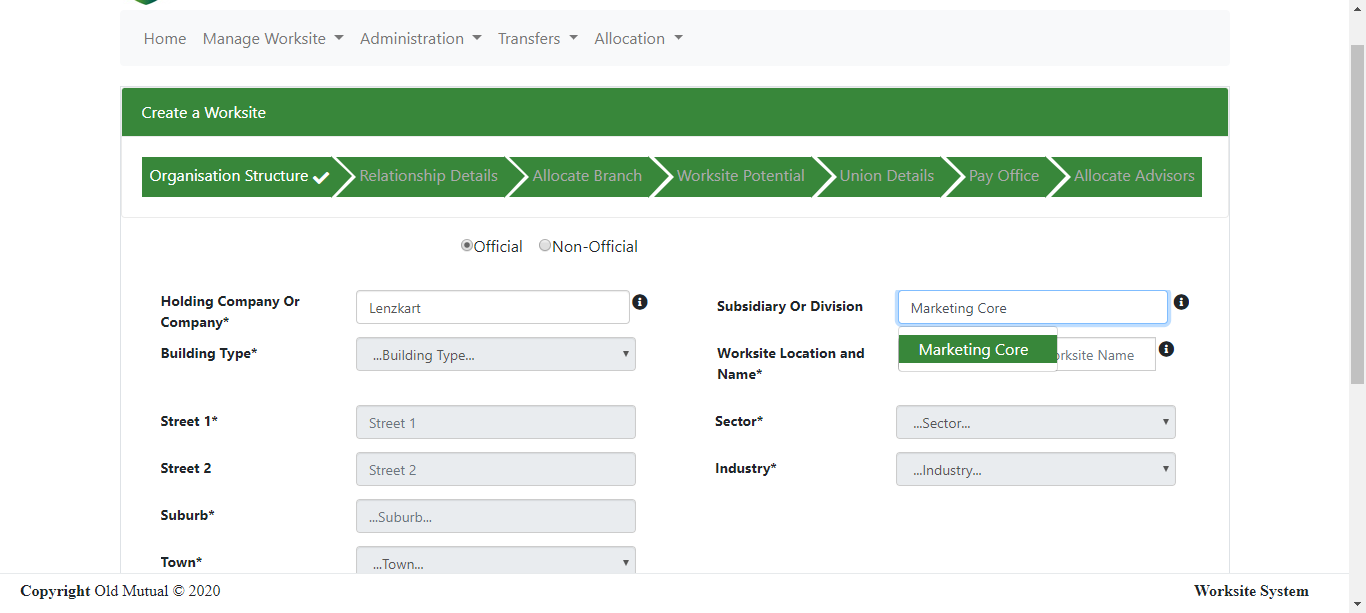 Home Manage Worksite Administration Transfers Allocation
Create a Worksite
Organisation Structure Relationship Details Allocate Branch Worksite Potential Union Details Pay Office Allocate Advisors
Official Non-Official
Holding Company Or Company*
Lenzkart
Subsidiary Or Division
Marketing Core
Marketing Core
Building Type*
...Building Type...
Worksite Location and Name*
Name
Street 1*
Street 1
Sector*
...Sector...
Street 2
Street 2
Industry*
...Industry...
Suburb*
...Suburb...
Town*
...Town...
Copyright Old Mutual © 2020
Worksite System